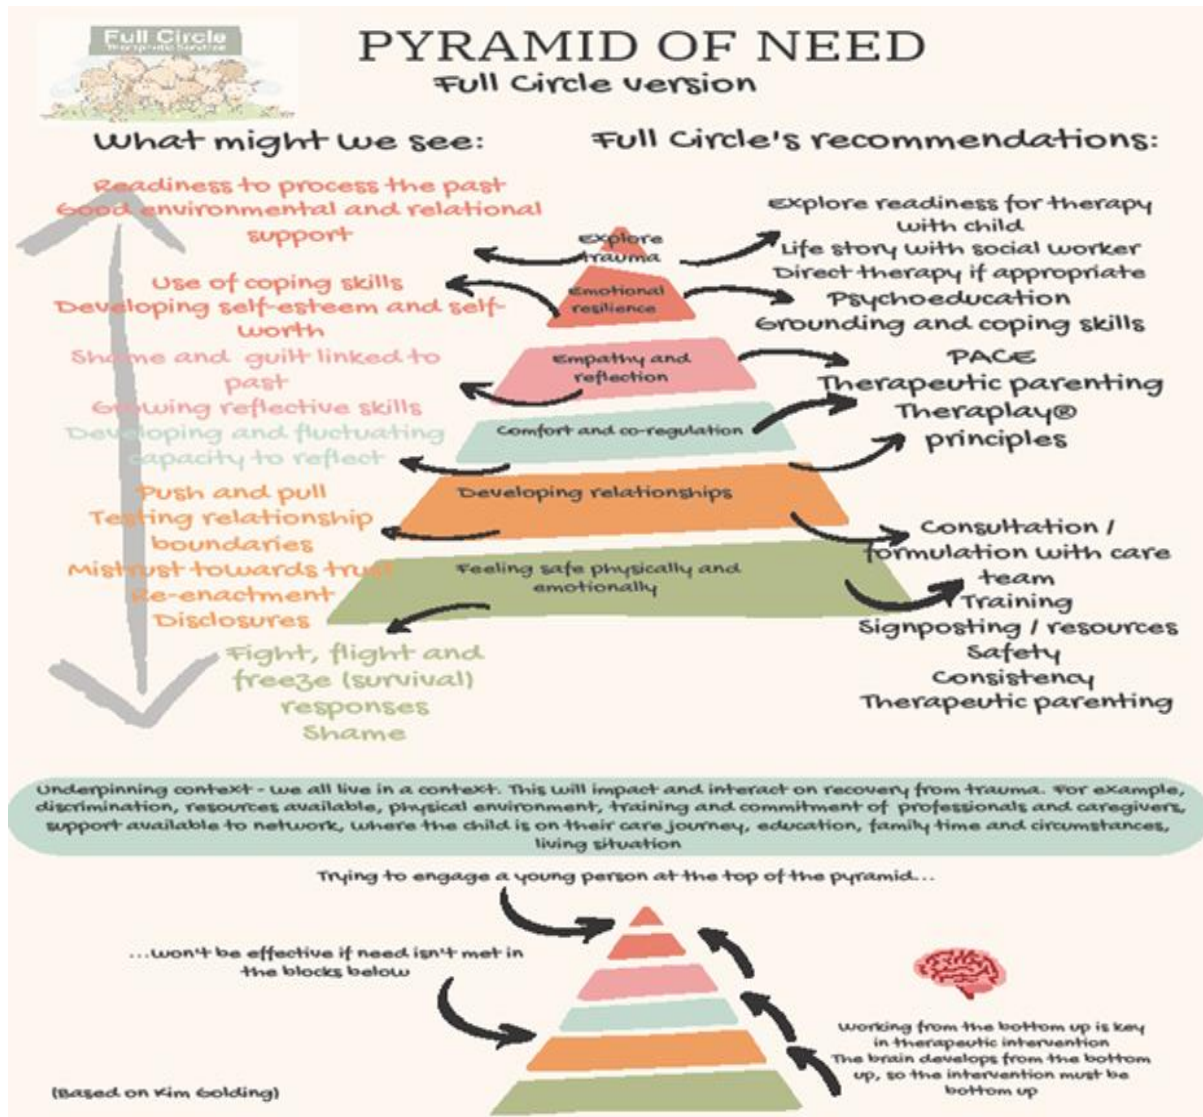 Full Circle
Therapeutic Services
PYRAMID OF NEED
Full Circle version
What might we see:
Readiness to process the past
Good environmental and relational
support
Use of coping skills
Developing self-esteem and self-
worth
Shame and guilt linked to
past
Growing reflective skills
Developing and fluctuating
capacity to reflect
Push and pull
Testing relationship
boundaries
Mistrust towards trust
Re-enactment
Disclosures
Fight, flight and
freeze (survival)
responses
Shame
Explore
trauma
Emotional
resilience
Empathy and
reflection
Comfort and co-regulation
Developing relationships
Feeling safe physically and
emotionally
Full Circle's recommendations:
Explore readiness for therapy
with child
Life story with social worker
Direct therapy if appropriate
Psychoeducation
Grounding and coping skills
PACE
Therapeutic parenting
Theraplay®
principles
Consultation /
formulation with care
team
Training
Signposting / resources
Safety
Consistency
Therapeutic parenting
Underpinning context - we all live in a context. This will impact and interact on recovery from trauma. For example,
discrimination, resources available, physical environment, training and commitment of professionals and caregivers,
support available to network, where the child is on their care journey, education, family time and circumstances,
living situation
Trying to engage a young person at the top of the pyramid...
...won't be effective if need isn't met in
the blocks below
Working from the bottom up is key
in therapeutic intervention
The brain develops from the bottom
up, so the intervention must be
bottom up
(Based on Kim Golding)